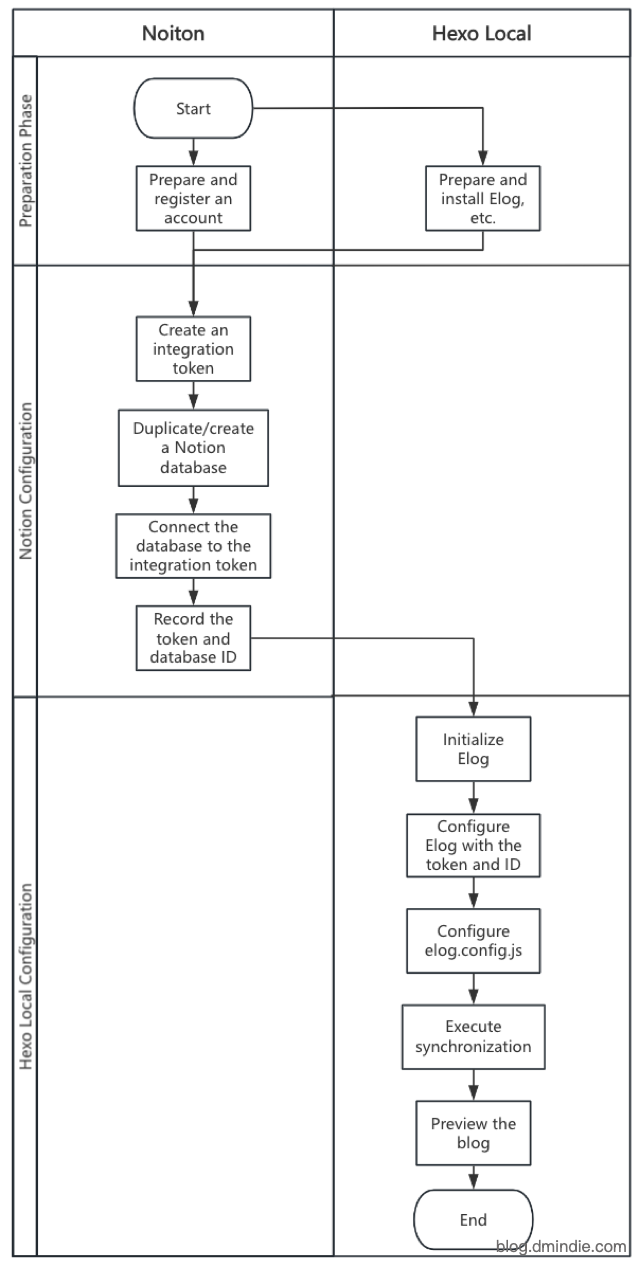 Noiton
Hexo Local
Preparation Phase
Start
Prepare and
register an
account
Prepare and
install Elog,
etc.
Notion Configuration
Create an
integration
token
Duplicate/create
a Notion
database
Connect the
database to the
integration token
Record the
token and
database ID
Hexo Local Configuration
Initialize
Elog
Configure
Elog with the
token and ID
Configure
elog.config.js
Execute
synchronization
Preview the
blog
End
blog.dmindie.com